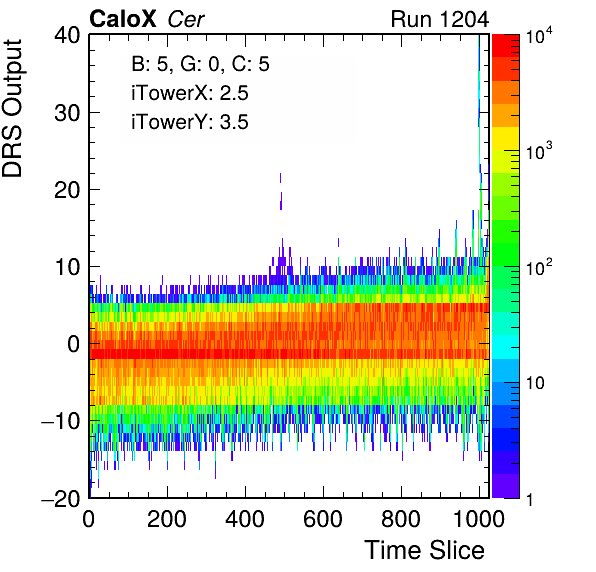 CaloX Cer
Run 1204
DRS Output
B: 5, G: 0, C: 5
iTowerX: 2.5
iTowerY: 3.5
40
30
20
10
0
−10
−20
0
200
400
600
800
1000
Time Slice
10^4
10^3
10^2
10
1